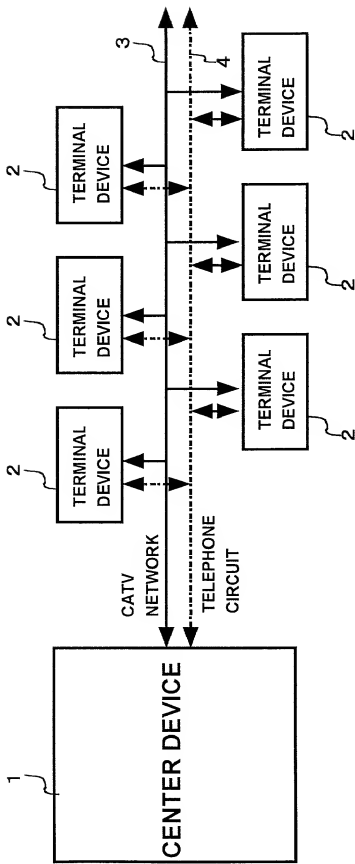 1
CENTER DEVICE
CATV
NETWORK
TELEPHONE
CIRCUIT
3
4
2
TERMINAL
DEVICE
2
TERMINAL
DEVICE
2
TERMINAL
DEVICE
TERMINAL
DEVICE
2
TERMINAL
DEVICE
2
TERMINAL
DEVICE
2